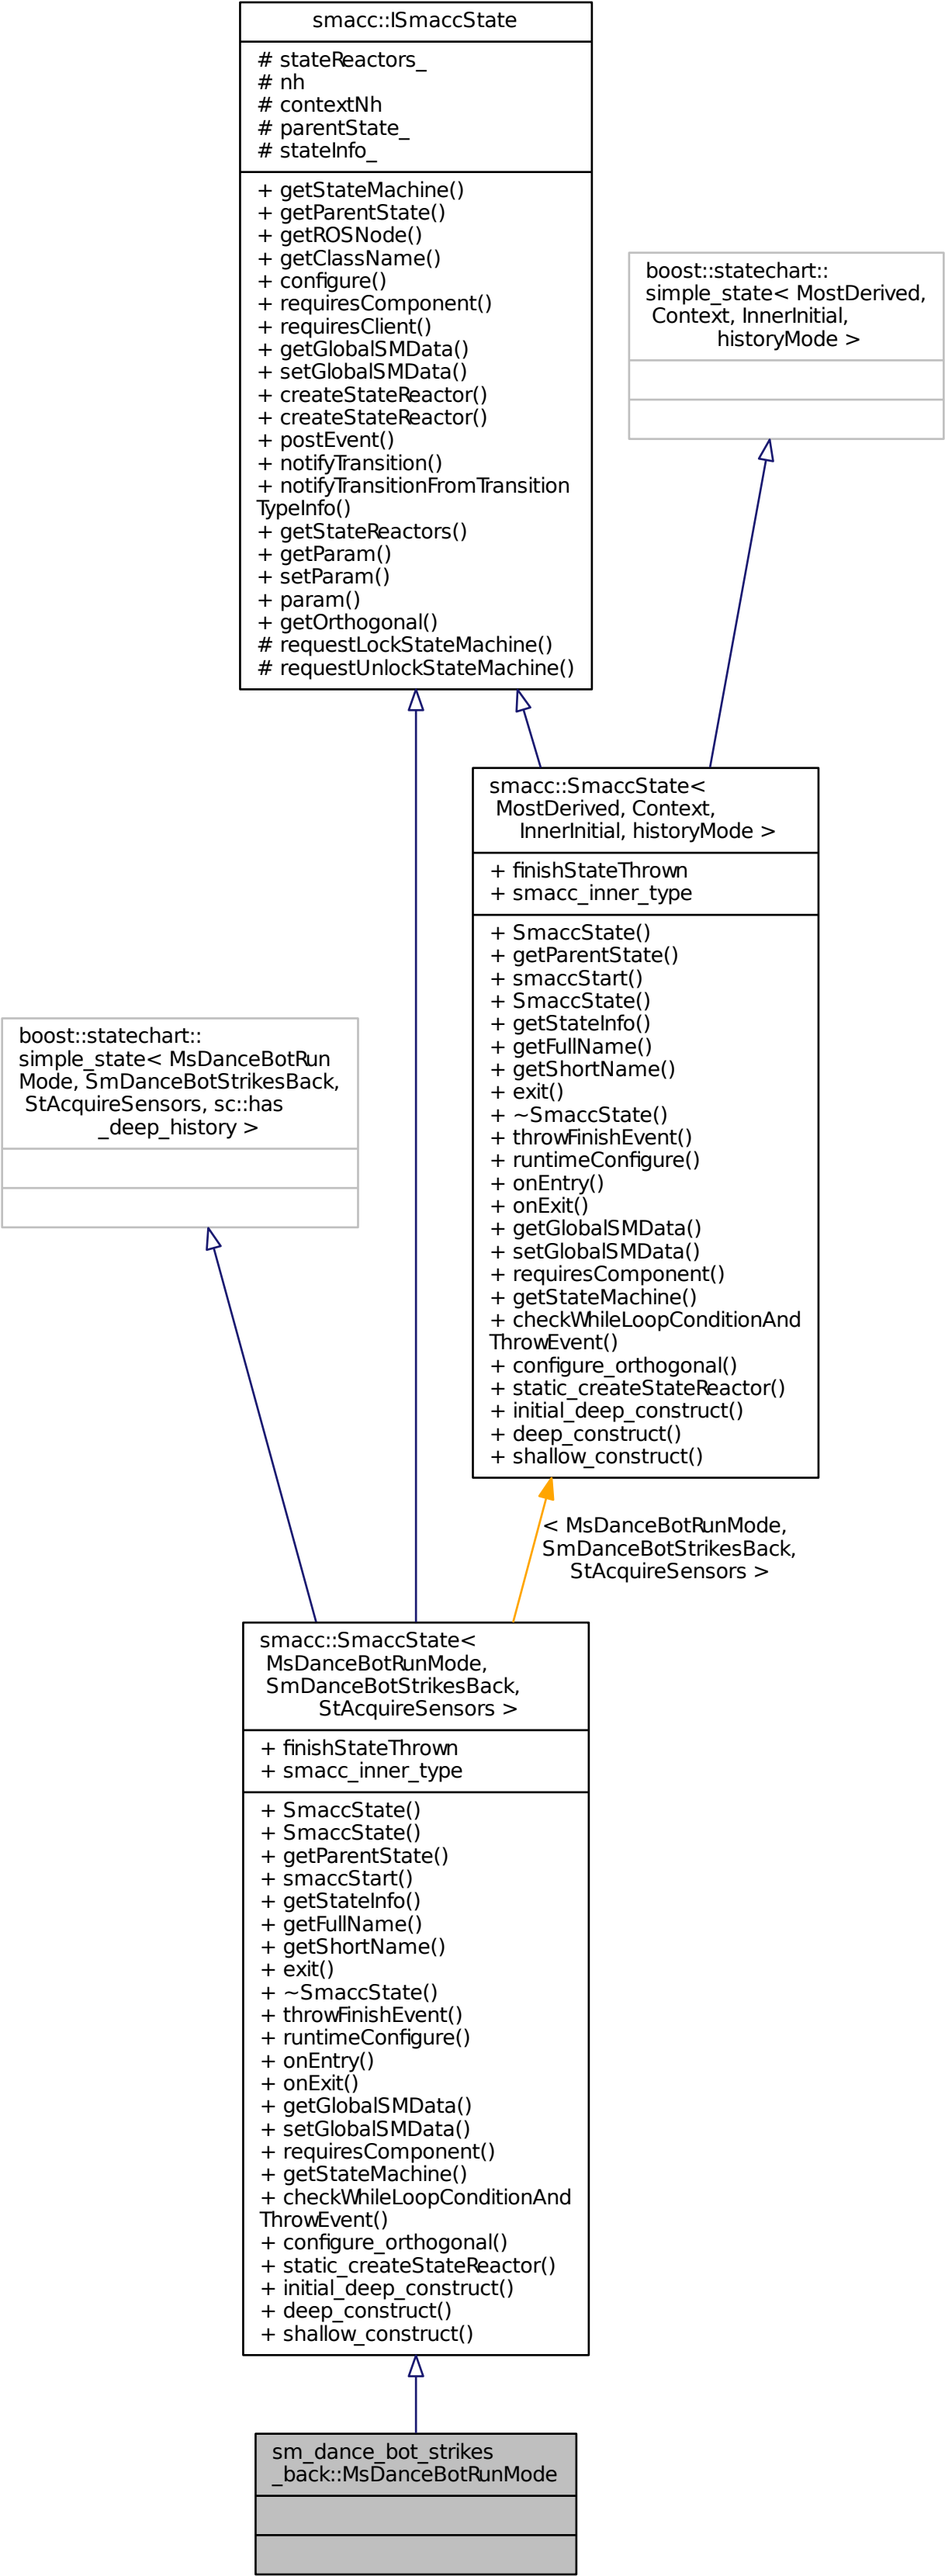 smacc::ISmaccState
# stateReactors_
# nh
# contextNh
# parentState_
# stateInfo_
+ getStateMachine()
+ getParentState()
+ getROSNode()
+ getClassName()
+ configure()
+ requiresComponent()
+ requiresClient()
+ getGlobalSMData()
+ setGlobalSMData()
+ createStateReactor()
+ createStateReactor()
+ postEvent()
+ notifyTransition()
+ notifyTransitionFromTransition
TypeInfo()
+ getStateReactors()
+ getParam()
+ setParam()
+ param()
+ getOrthogonal()
# requestLockStateMachine()
# requestUnlockStateMachine()
boost::statechart::
simple_state< MostDerived,
Context, InnerInitial,
historyMode >
smacc::SmaccState<
MostDerived, Context,
InnerInitial, historyMode >
+ finishStateThrown
+ smacc_inner_type
+ SmaccState()
+ getParentState()
+ smaccStart()
+ SmaccState()
+ getStateInfo()
+ getFullName()
+ getShortName()
+ exit()
+ ~SmaccState()
+ throwFinishEvent()
+ runtimeConfigure()
+ onEntry()
+ onExit()
+ getGlobalSMData()
+ setGlobalSMData()
+ requiresComponent()
+ getStateMachine()
+ checkWhileLoopConditionAnd
ThrowEvent()
+ configure_orthogonal()
+ static_createStateReactor()
+ initial_deep_construct()
+ deep_construct()
+ shallow_construct()
boost::statechart::
simple_state< MsDanceBotRun
Mode, SmDanceBotStrikesBack,
StAcquireSensors, sc::has
_deep_history >
< MsDanceBotRunMode,
SmDanceBotStrikesBack,
StAcquireSensors >
smacc::SmaccState<
MsDanceBotRunMode,
SmDanceBotStrikesBack,
StAcquireSensors >
+ finishStateThrown
+ smacc_inner_type
+ SmaccState()
+ SmaccState()
+ getParentState()
+ smaccStart()
+ getStateInfo()
+ getFullName()
+ getShortName()
+ exit()
+ ~SmaccState()
+ throwFinishEvent()
+ runtimeConfigure()
+ onEntry()
+ onExit()
+ getGlobalSMData()
+ setGlobalSMData()
+ requiresComponent()
+ getStateMachine()
+ checkWhileLoopConditionAnd
ThrowEvent()
+ configure_orthogonal()
+ static_createStateReactor()
+ initial_deep_construct()
+ deep_construct()
+ shallow_construct()
sm_dance_bot_strikes
_back::MsDanceBotRunMode